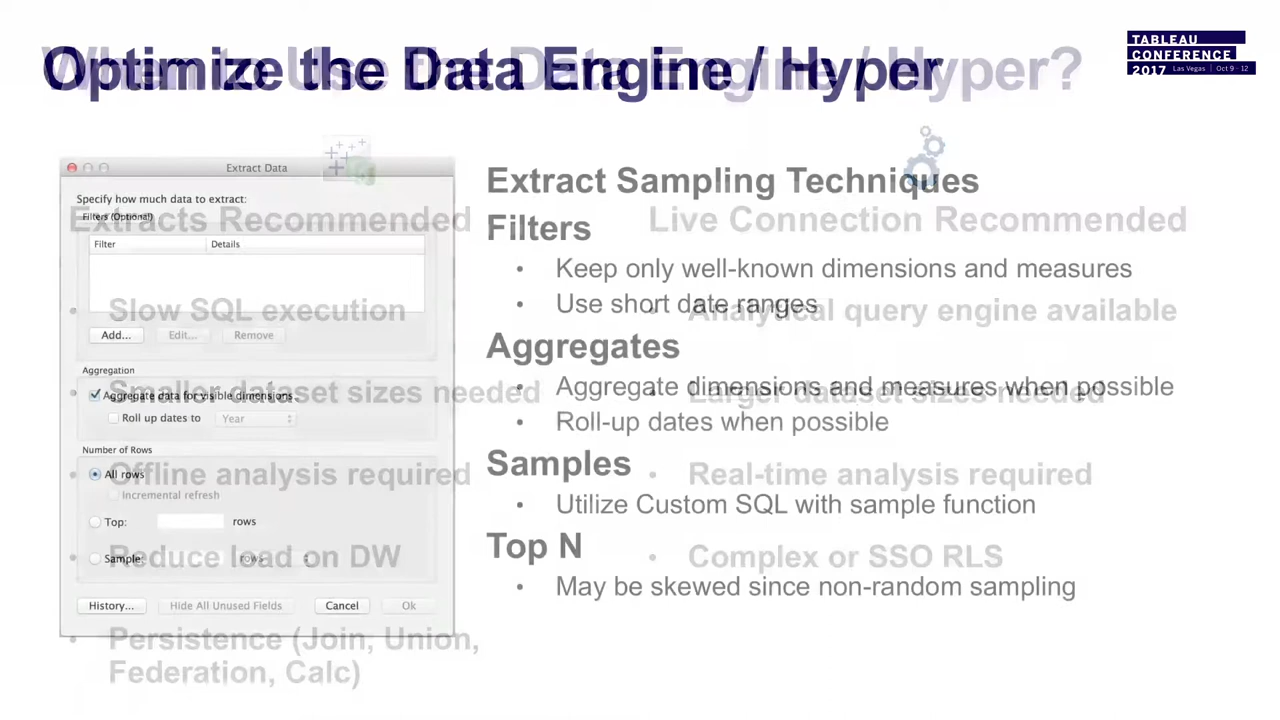 Optimize the Data Engine / Hyper
When to Use the Data Engine / Hyper?
TABLEAU
CONFERENCE
2017 Las Vegas | Oct 9 - 12
Extract Data
Specify how much data to extract:
Filters (Optional)
Filter Details
Add... Edit... Remove
Aggregation
Aggregate data for visible dimensions
Roll up dates to Year
Number of Rows
All rows
Incremental refresh
Top: rows
Sample: rows
History... Hide All Unused Fields Cancel Ok
Extract Sampling Techniques
Filters
• Keep only well-known dimensions and measures
• Use short date ranges
Aggregates
• Aggregate dimensions and measures when possible
• Roll-up dates when possible
Samples
• Utilize Custom SQL with sample function
Top N
• May be skewed since non-random sampling
Extracts Recommended
• Slow SQL execution
• Smaller dataset sizes needed
• Offline analysis required
• Reduce load on DW
• Persistence (Join, Union,
Federation, Calc)
Live Connection Recommended
• Analytical query engine available
• Larger dataset sizes needed
• Real-time analysis required
• Complex or SSO RLS